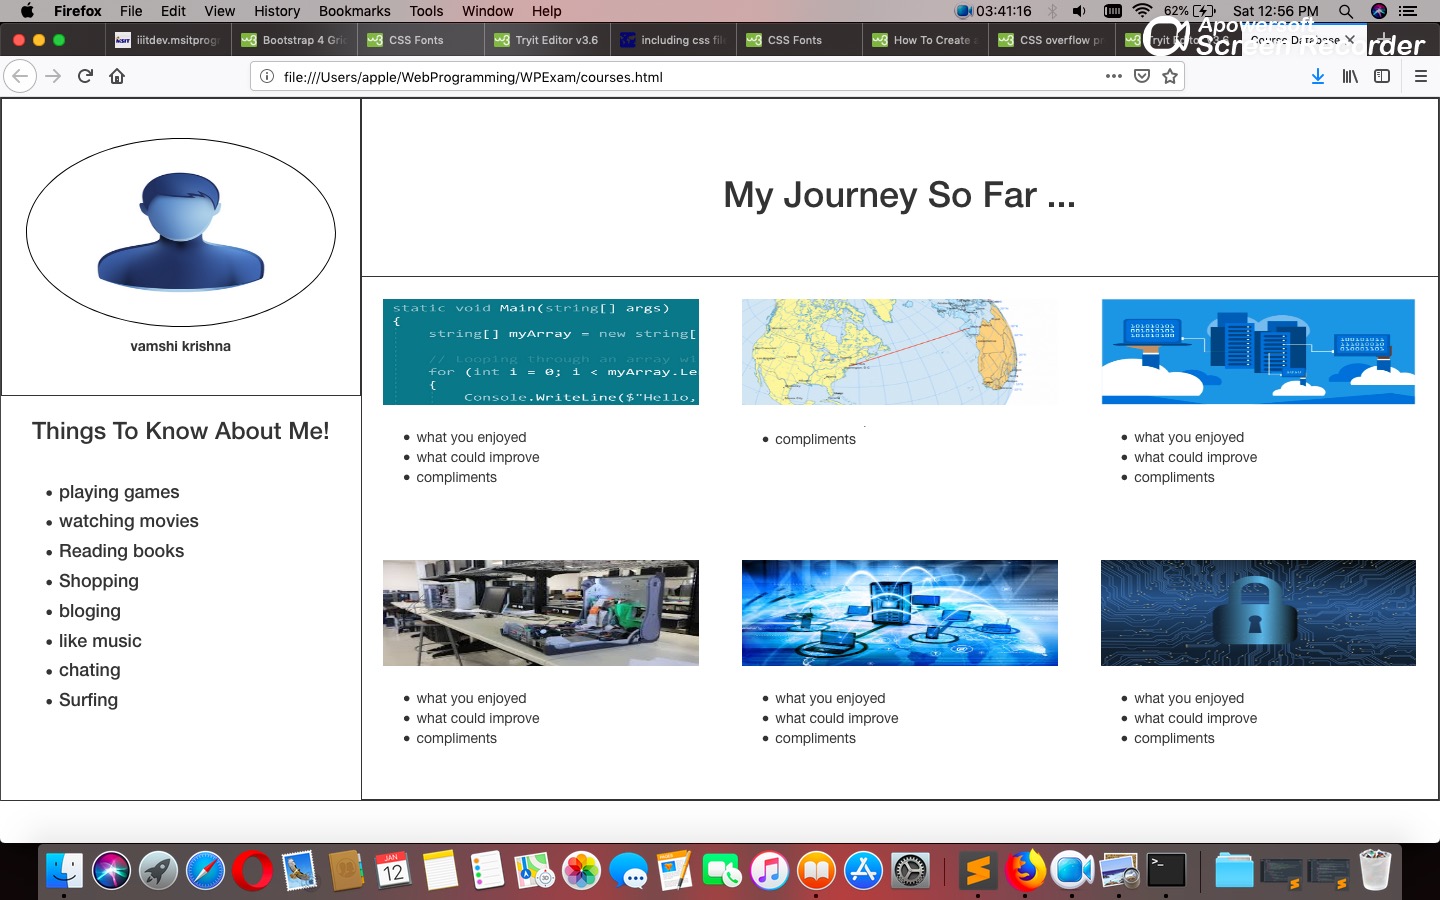 Firefox File Edit View History Bookmarks Tools Window Help 03:41:16 62% Sat 12:56 PM
iiitdev.msitprog Bootstrap 4 Gri CSS Fonts Tryit Editor v3.6 including css fil CSS Fonts How To Create CSS overflow pr Tryit Course Database
Apowersoft
Screen Recorder
file:///Users/apple/WebProgramming/WPExam/courses.html
vamshi krishna
Things To Know About Me!
playing games
watching movies
Reading books
Shopping
bloging
like music
chating
Surfing
My Journey So Far ...
static void Main(string[] args)
{
string[] myArray = new string[
// Looping through an array wi
for (int i = 0; i < myArray.Le
{
Console.WriteLine($"Hello,
what you enjoyed
what could improve
compliments
compliments
what you enjoyed
what could improve
compliments
what you enjoyed
what could improve
compliments
what you enjoyed
what could improve
compliments
what you enjoyed
what could improve
compliments
JAN
12